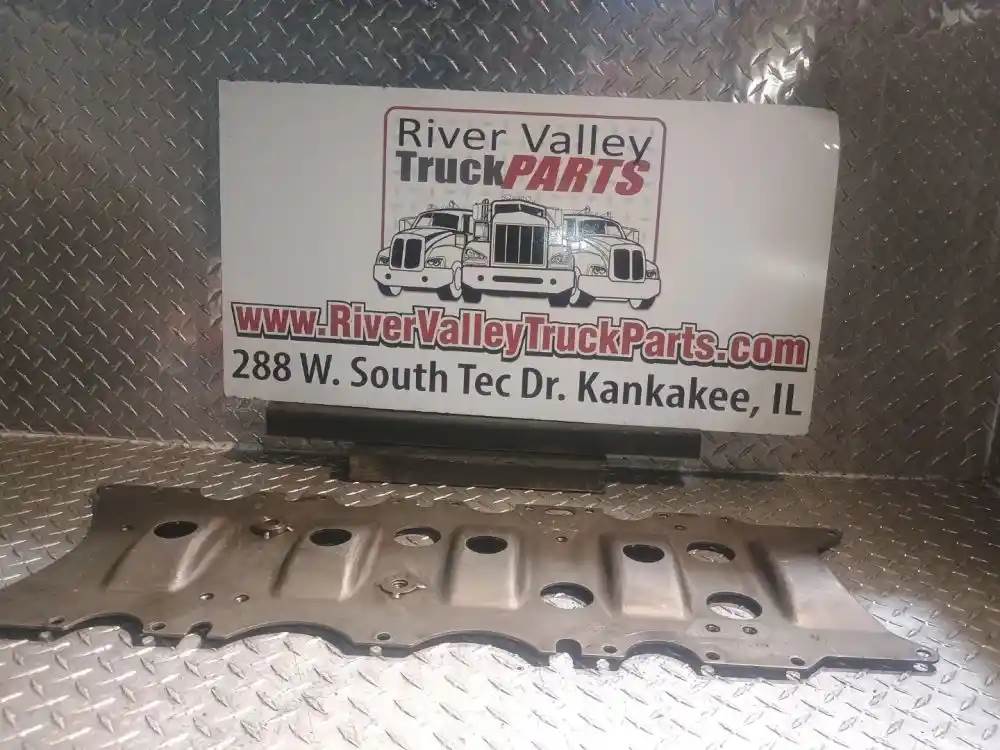 River Valley
TruckPARTS
www.RiverValleyTruckParts.com
288 W. South Tec Dr. Kankakee, IL